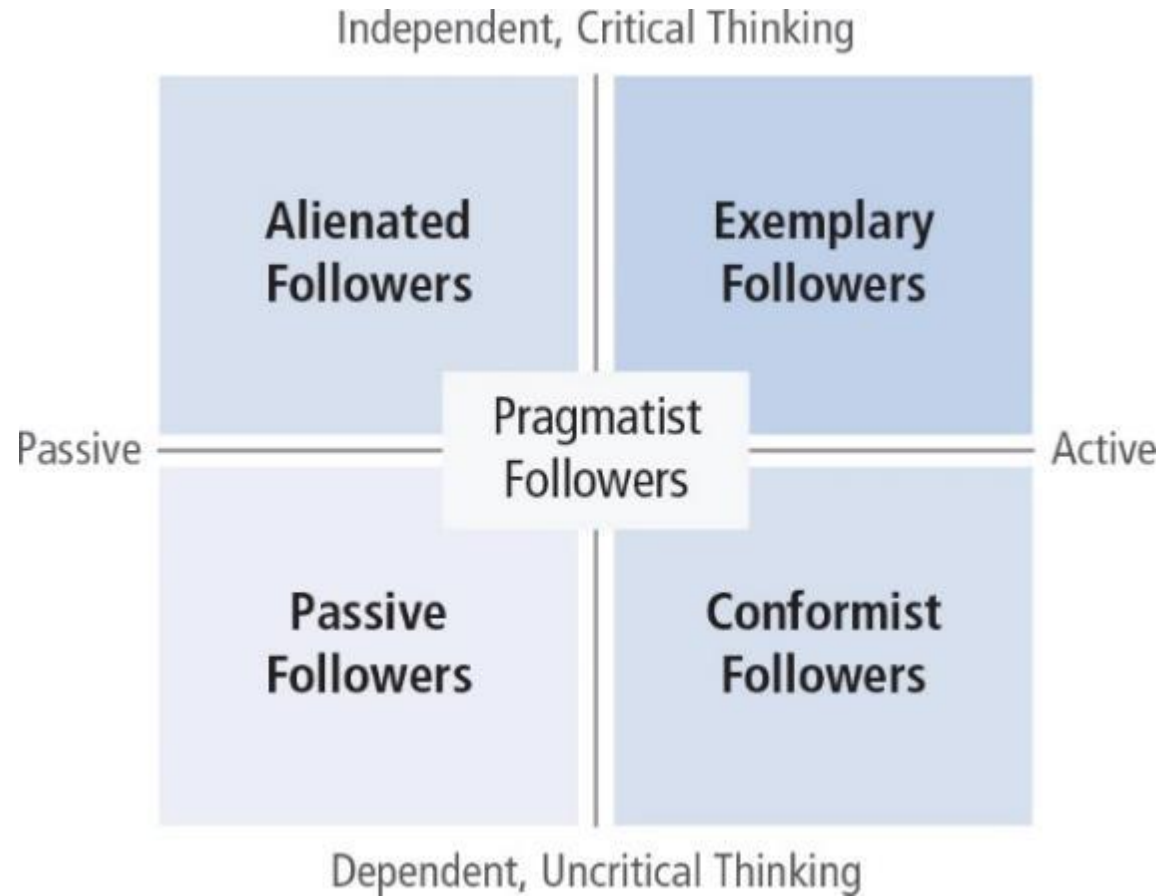 Independent, Critical Thinking
Alienated
Followers
Exemplary
Followers
Passive
Pragmatist
Followers
Active
Passive
Followers
Conformist
Followers
Dependent, Uncritical Thinking